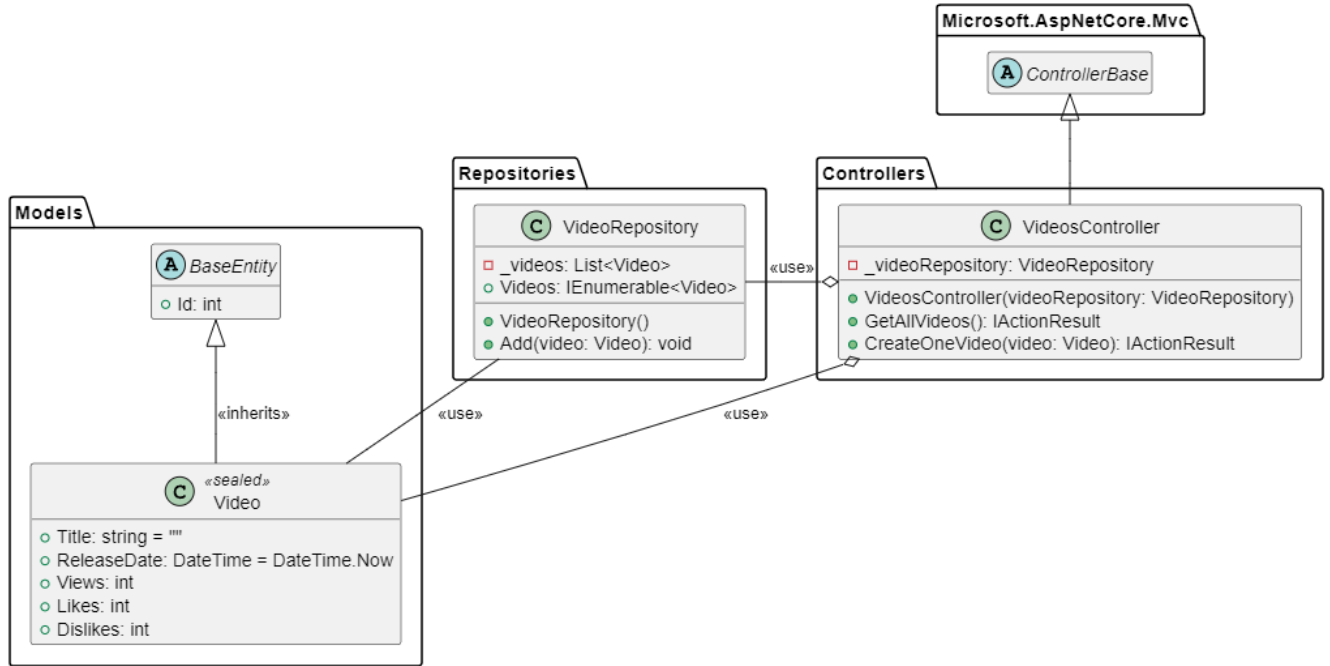 Microsoft.AspNetCore.Mvc
A ControllerBase
Repositories
C VideoRepository
_videos: List<Video>
Videos: IEnumerable<Video>
VideoRepository()
Add(video: Video): void
«use»
Controllers
C VideosController
_videoRepository: VideoRepository
VideosController(videoRepository: VideoRepository)
GetAllVideos(): IActionResult
CreateOneVideo(video: Video): IActionResult
Models
A BaseEntity
Id: int
«inherits»
«use»
«use»
«sealed»
C Video
Title: string = ""
ReleaseDate: DateTime = DateTime.Now
Views: int
Likes: int
Dislikes: int